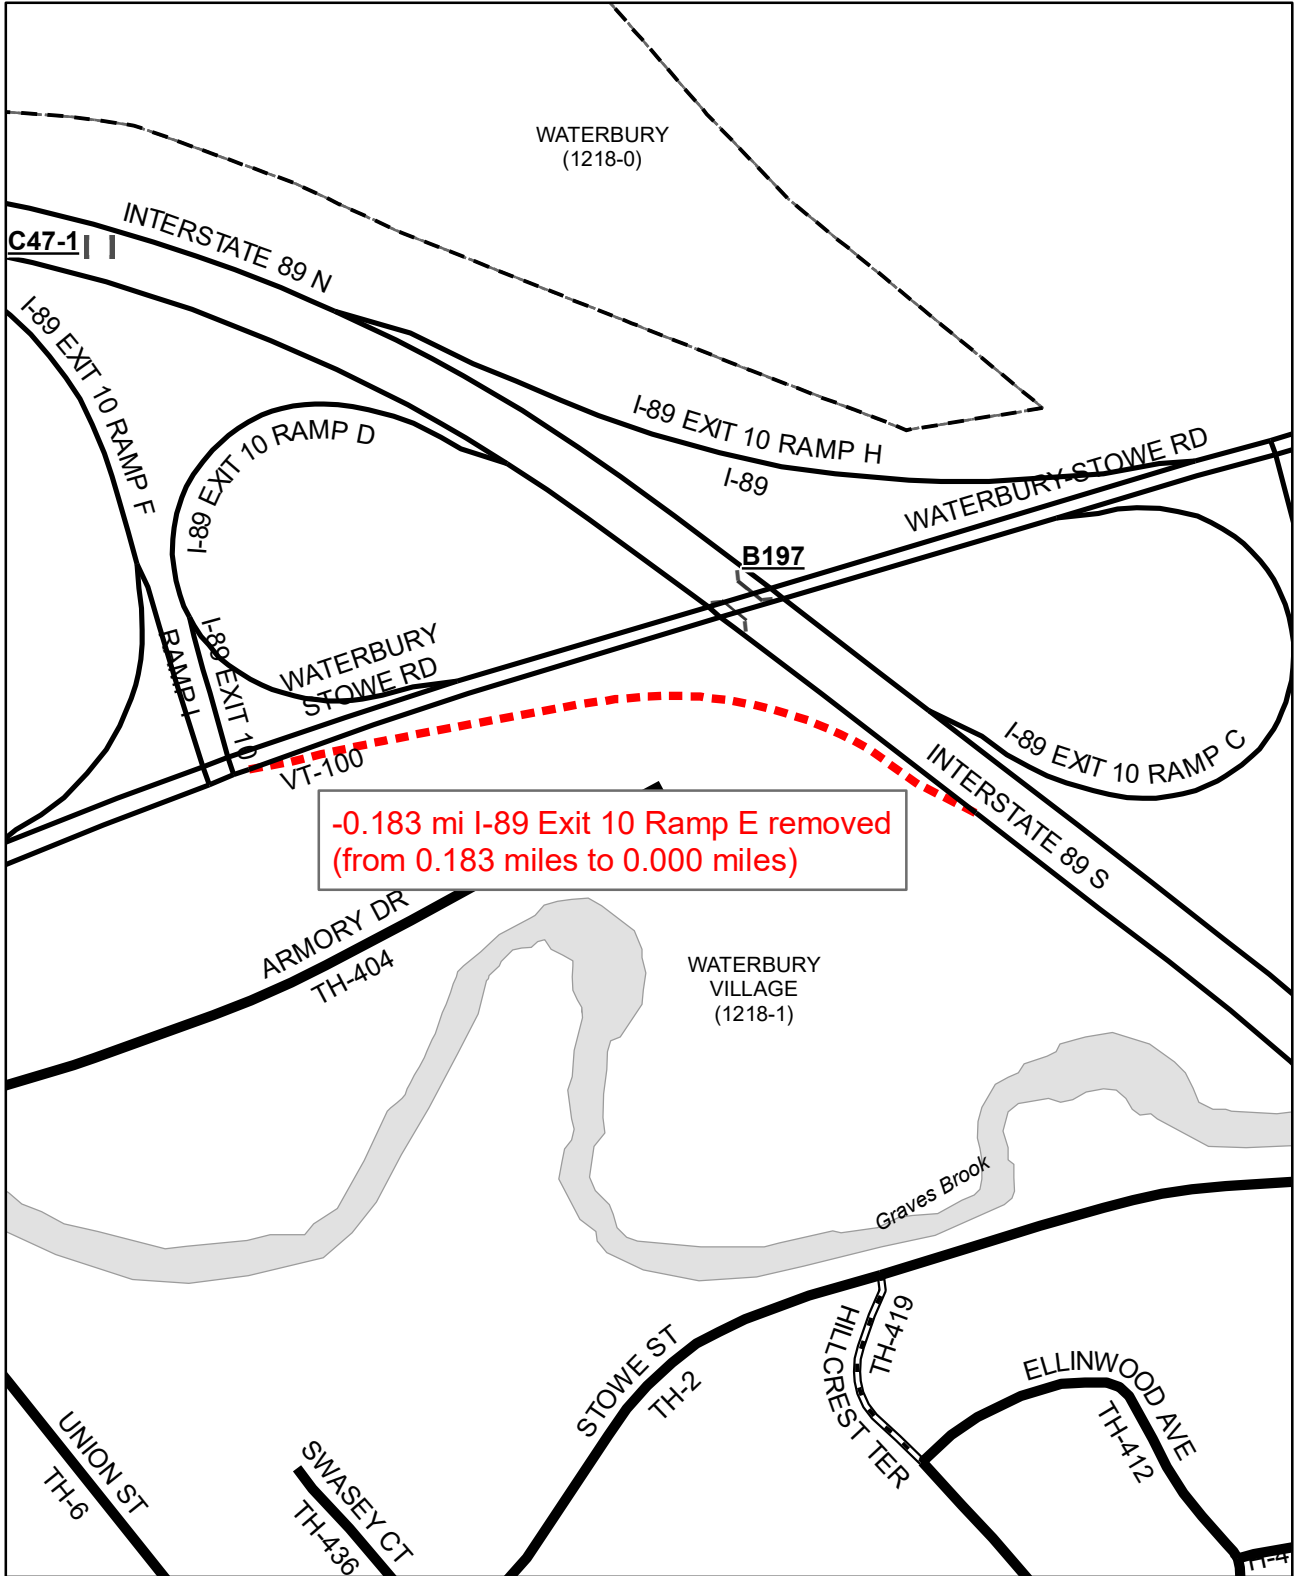 WATERBURY
(1218-0)
INTERSTATE 89 N
C47-1
I-89 EXIT 10 RAMP F
I-89 EXIT 10 RAMP D
I-89 EXIT 10 RAMP H
I-89
WATERBURY-STOWE RD
B197
I-89 EXIT 10
RAMP I
WATERBURY
STOWE RD
VT-100
I-89 EXIT 10 RAMP C
INTERSTATE 89 S
-0.183 mi I-89 Exit 10 Ramp E removed
(from 0.183 miles to 0.000 miles)
ARMORY DR
TH-404
WATERBURY
VILLAGE
(1218-1)
Graves Brook
STOWE ST
TH-2
HILLCREST TER
TH-419
ELLINWOOD AVE
TH-412
UNION ST
TH-6
SWASEY CT
TH-436